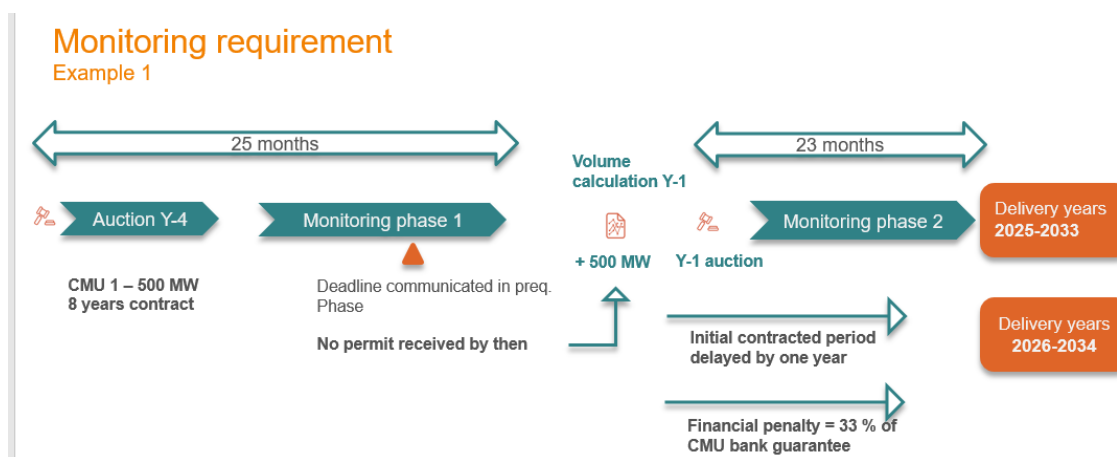 Monitoring requirement
Example 1
25 months
23 months
Volume
calculation Y-1
Auction Y-4
Monitoring phase 1
Monitoring phase 2
Delivery years
2025-2033
+ 500 MW
Y-1 auction
CMU 1 – 500 MW
8 years contract
Deadline communicated in preq.
Phase
No permit received by then
Initial contracted period
delayed by one year
Delivery years
2026-2034
Financial penalty = 33 % of
CMU bank guarantee